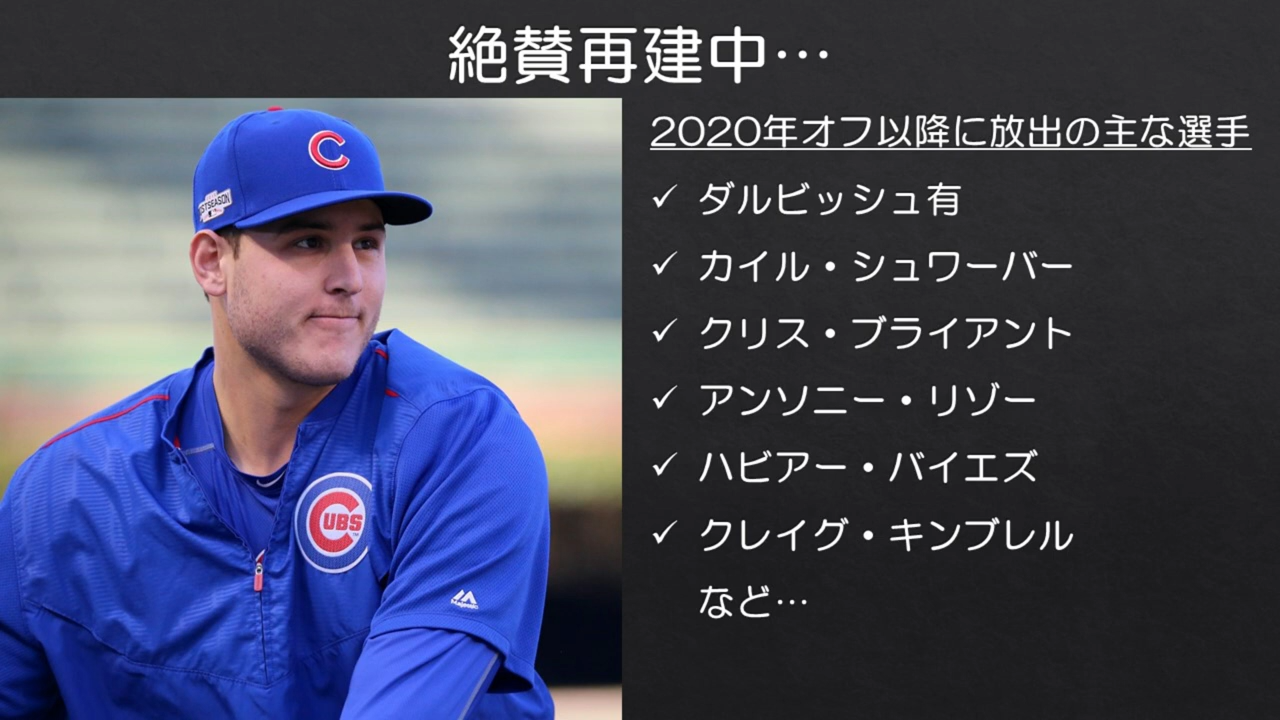 絶賛再建中…
2020年オフ以降に放出の主な選手
✓ ダルビッシュ有
✓ カイル・シュワーバー
✓ クリス・ブライアント
✓ アンソニー・リゾー
✓ ハビアー・バイエズ
✓ クレイグ・キンブレル
など…
C
POSTSEASON
CUBS
Majestic